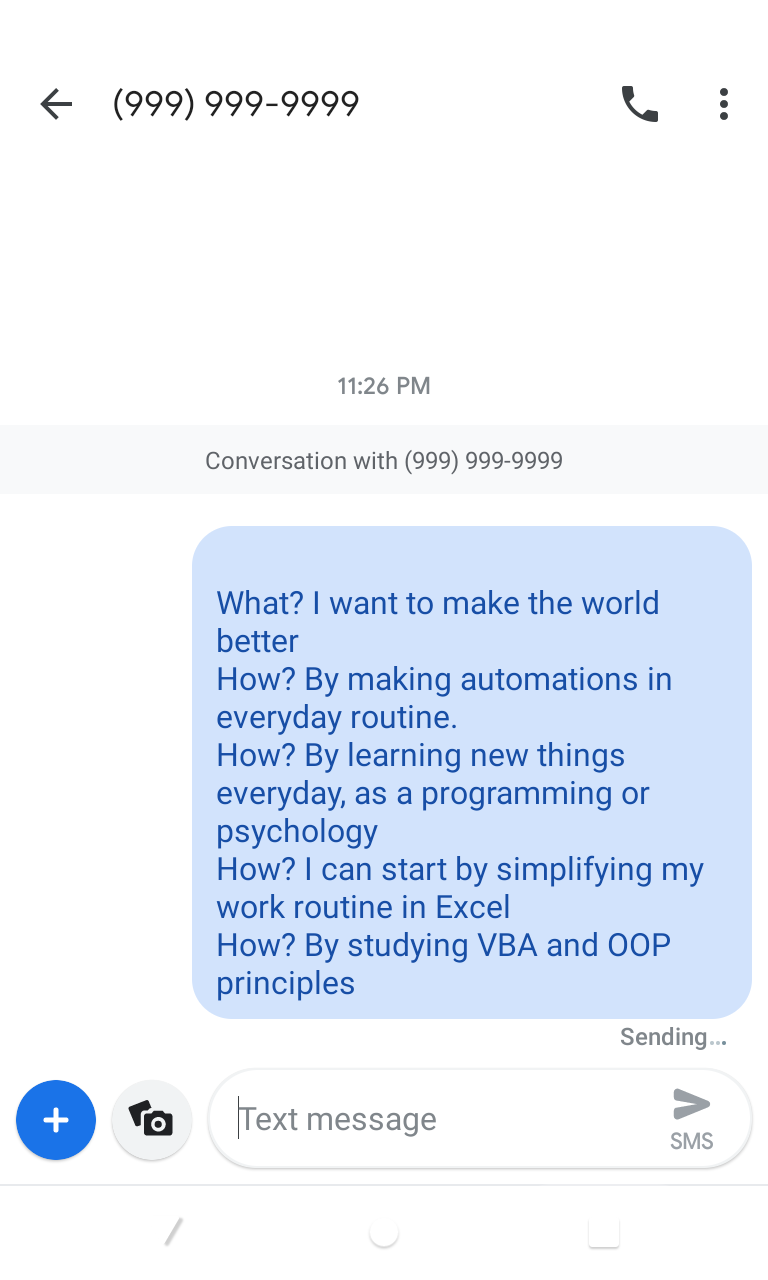 (999) 999-9999
11:26 PM
Conversation with (999) 999-9999
What? I want to make the world
better
How? By making automations in
everyday routine.
How? By learning new things
everyday, as a programming or
psychology
How? I can start by simplifying my
work routine in Excel
How? By studying VBA and OOP
principles
Sending...
Text message
SMS